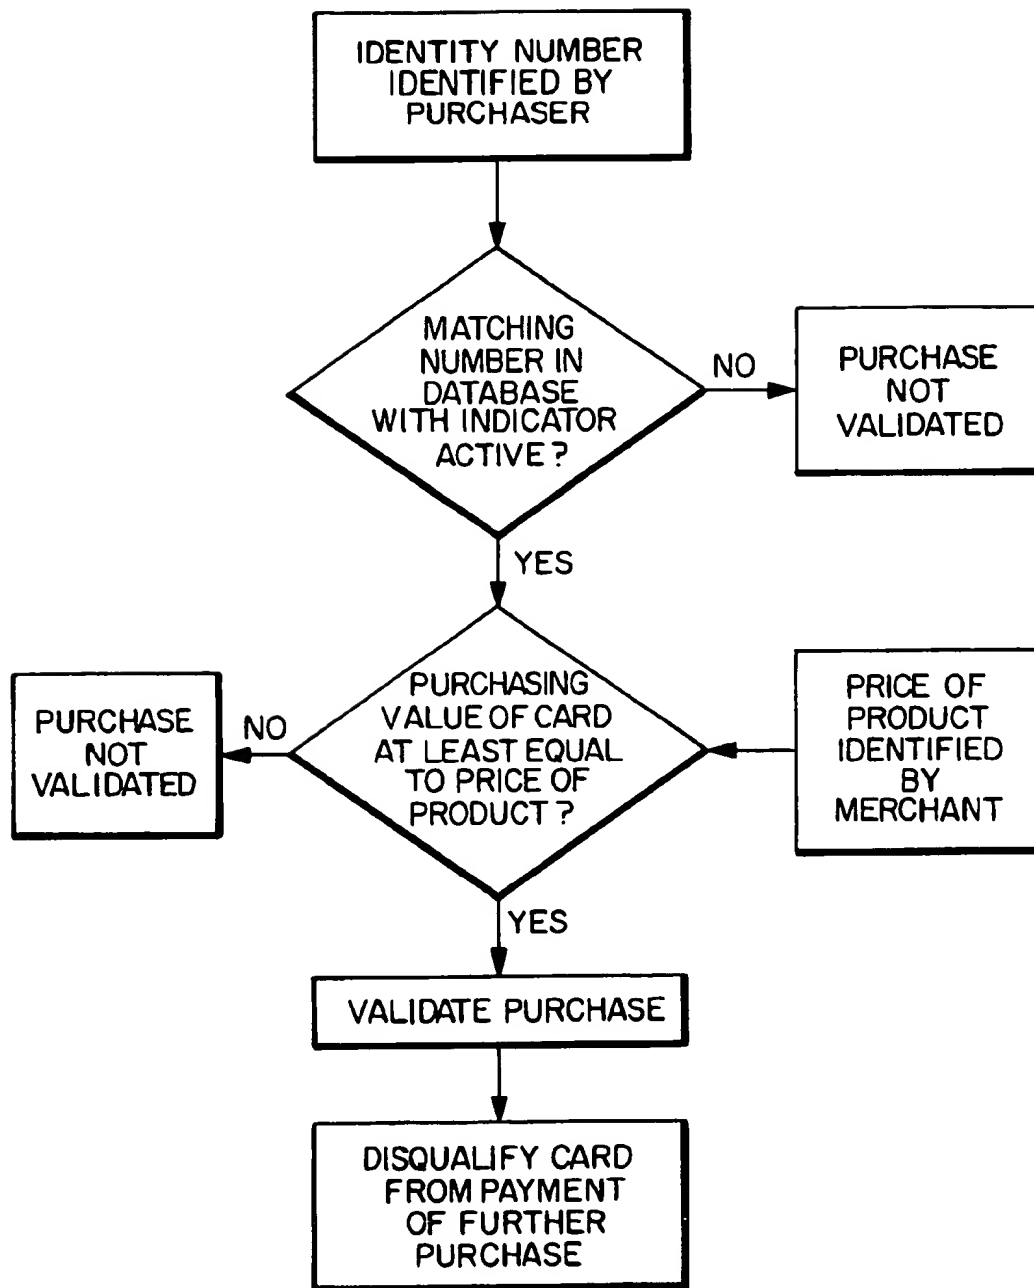 IDENTITY NUMBER
IDENTIFIED BY
PURCHASER
MATCHING
NUMBER IN
DATABASE
WITH INDICATOR
ACTIVE?
NO
PURCHASE
NOT
VALIDATED
YES
PURCHASING
VALUE OF CARD
AT LEAST EQUAL
TO PRICE OF
PRODUCT?
NO
PURCHASE
NOT
VALIDATED
PRICE OF
PRODUCT
IDENTIFIED
BY
MERCHANT
YES
VALIDATE PURCHASE
DISQUALIFY CARD
FROM PAYMENT
OF FURTHER
PURCHASE